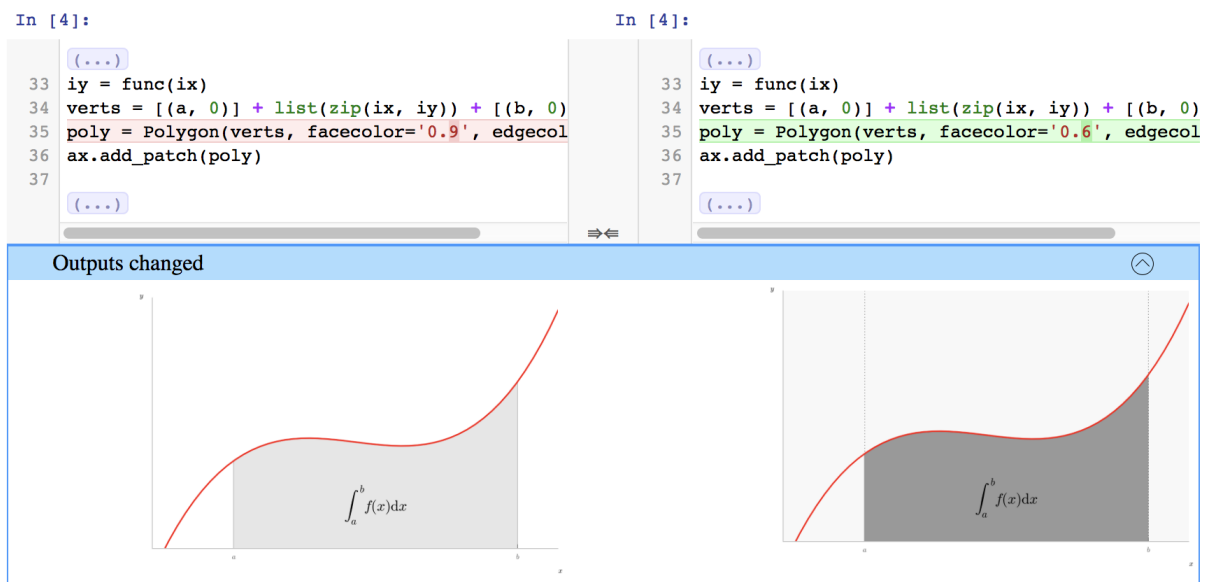 In [4]:
(...)
33 iy = func(ix)
34 verts = [(a, 0)] + list(zip(ix, iy)) + [(b, 0)
35 poly = Polygon(verts, facecolor='0.9', edgecol
36 ax.add_patch(poly)
37
(...)
In [4]:
(...)
33 iy = func(ix)
34 verts = [(a, 0)] + list(zip(ix, iy)) + [(b, 0)
35 poly = Polygon(verts, facecolor='0.6', edgecol
36 ax.add_patch(poly)
37
(...)
Outputs changed
y
∫_a^b f(x)dx
a
b
x
y
∫_a^b f(x)dx
a
b
x